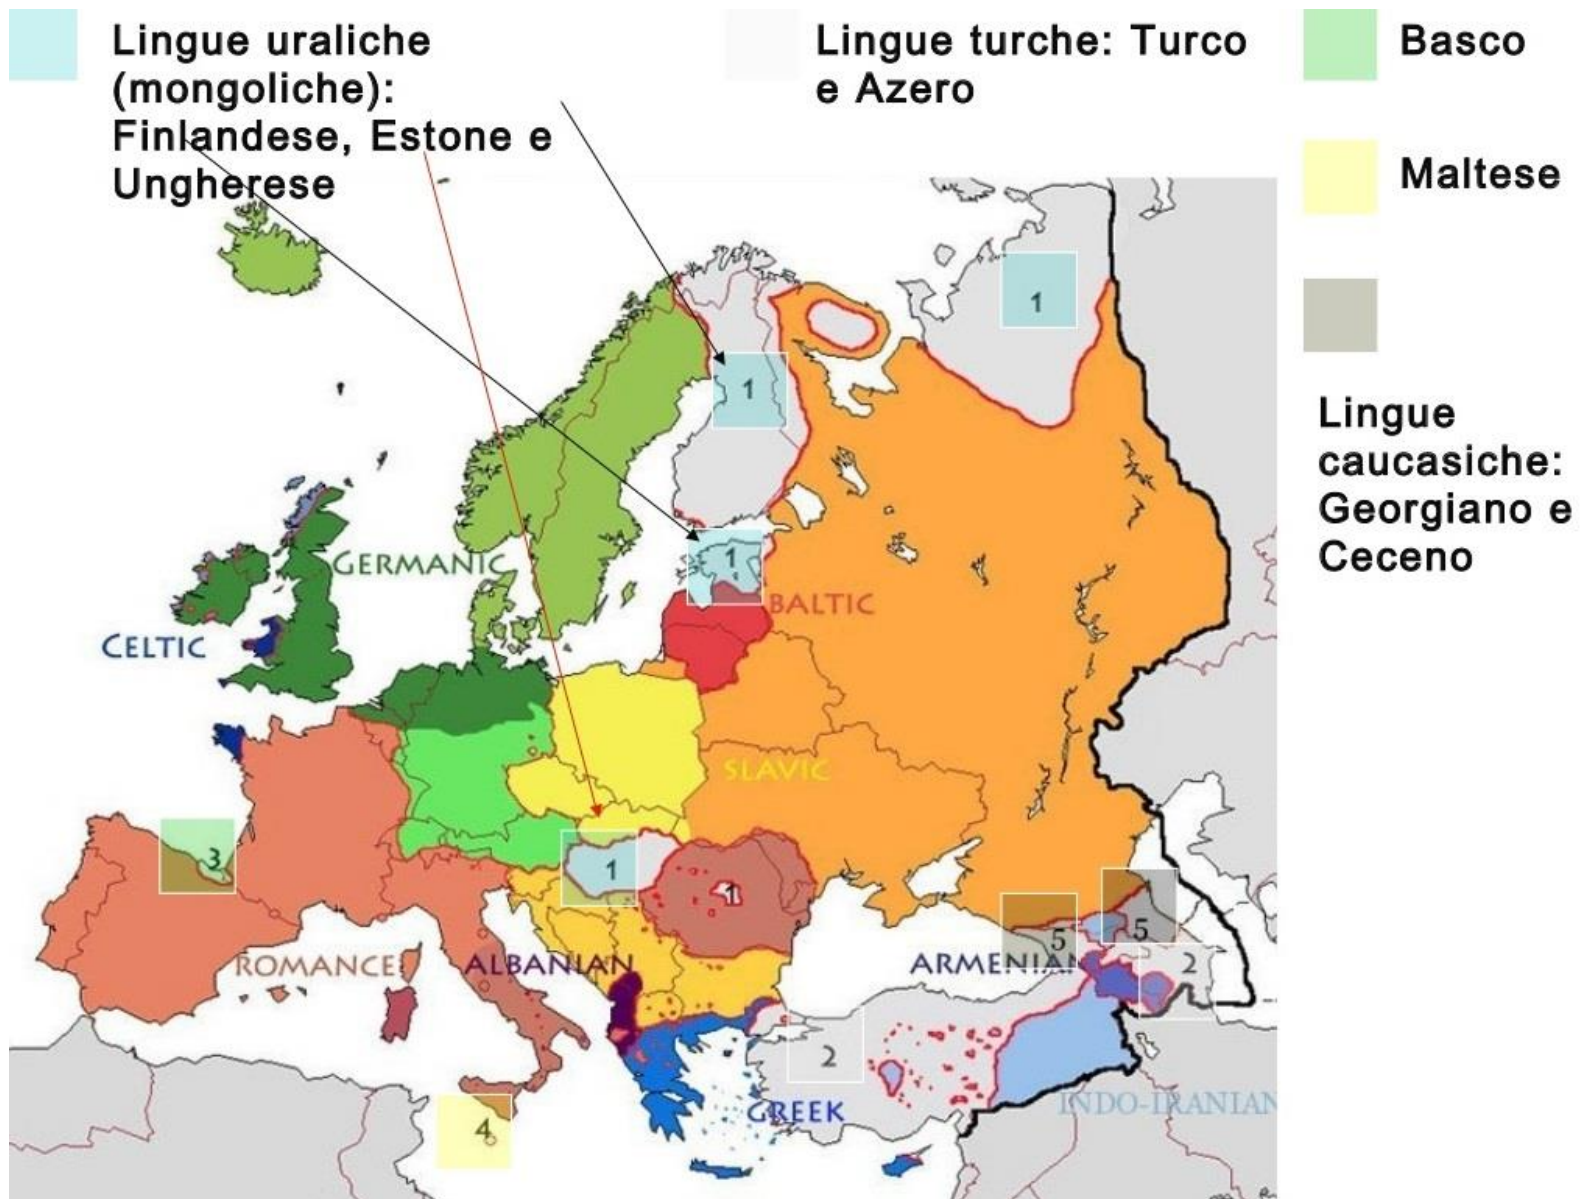 Lingue uraliche
(mongoliche):
Finlandese, Estone e
Ungherese
Lingue turche: Turco
e Azero
Basco
Maltese
Lingue
caucasiche:
Georgiano e
Ceceno
1
1
1
GERMANIC
BALTIC
CELTIC
SLAVIC
3
1
1
5
5
ROMANCE
ALBANIAN
ARMENIAN
2
2
GREEK
INDO-IRANIAN
4